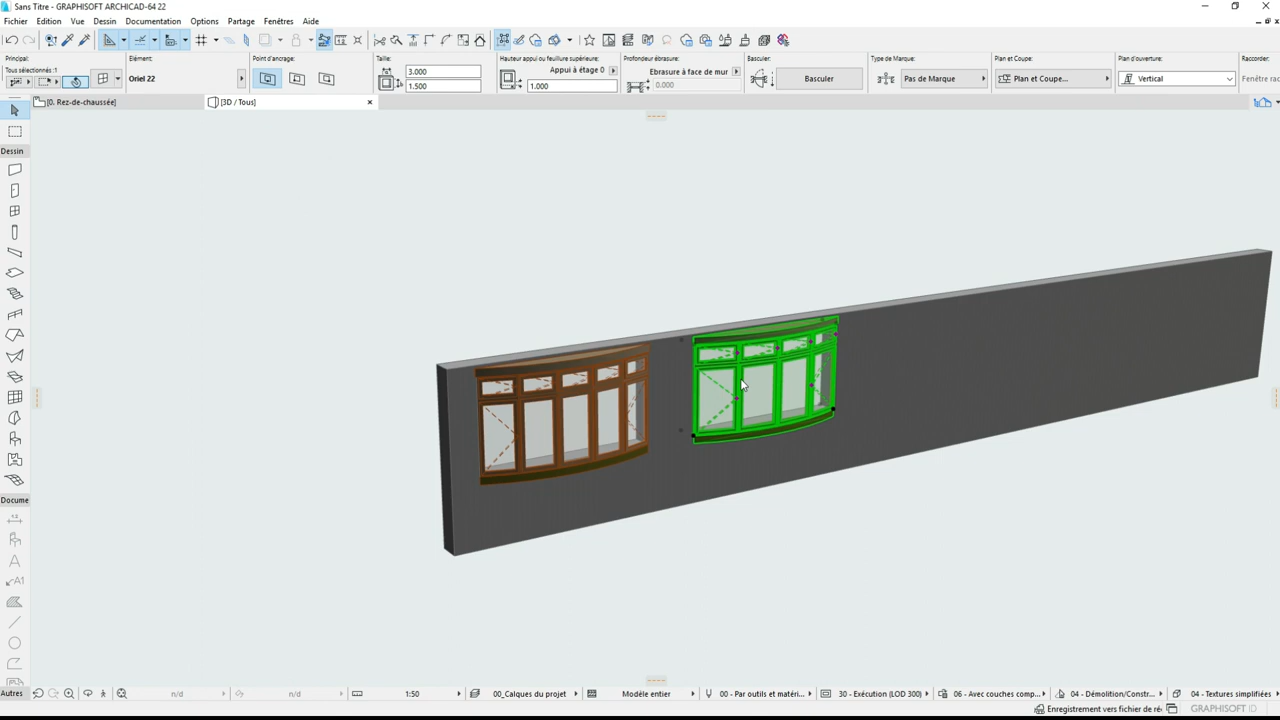 Sans Titre - GRAPHISOFT ARCHICAD-64 22
Fichier Edition Vue Dessin Documentation Options Partage Fenêtres Aide
Principal: Elément: Point d'ancrage: Taille: Hauteur appui ou feuillure supérieure: Profondeur ébrasure: Basculer: Type de Marque: Plan et Coupe: Plan d'ouverture: Raccorder:
Tous sélectionnés :1
Oriel 22 3.000 Appui à étage 0 Ebrasure à face de mur Basculer Pas de Marque Plan et Coupe... Vertical
1.500 1.000 0.000
[0. Rez-de-chaussée] [3D / Tous]
Dessin
Docume
A
A1
Autres n/d n/d 1:50 00_Calques du projet Modèle entier 00 - Par outils et matéri... 30 - Exécution (LOD 300) 06 - Avec couches comp... 04 - Démolition/Constr... 04 - Textures simplifiées
Enregistrement vers fichier de ré GRAPHISOFT ID